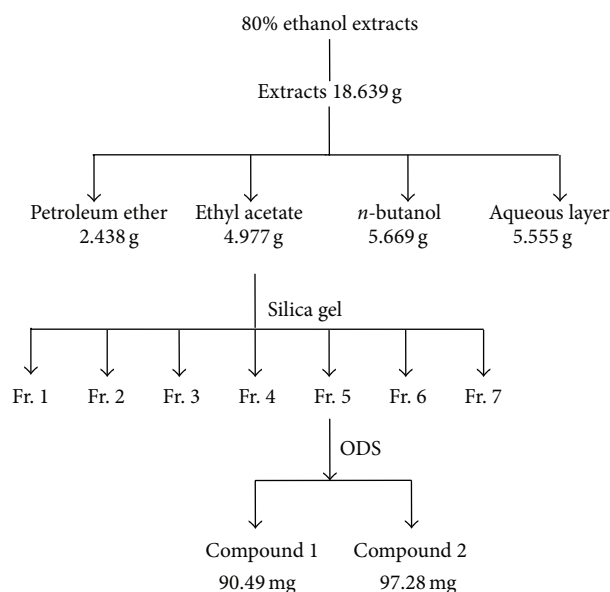 80% ethanol extracts
Extracts 18.639 g
Petroleum ether
2.438 g
Ethyl acetate
4.977 g
n-butanol
5.669 g
Aqueous layer
5.555 g
Silica gel
Fr. 1
Fr. 2
Fr. 3
Fr. 4
Fr. 5
Fr. 6
Fr. 7
ODS
Compound 1
90.49 mg
Compound 2
97.28 mg